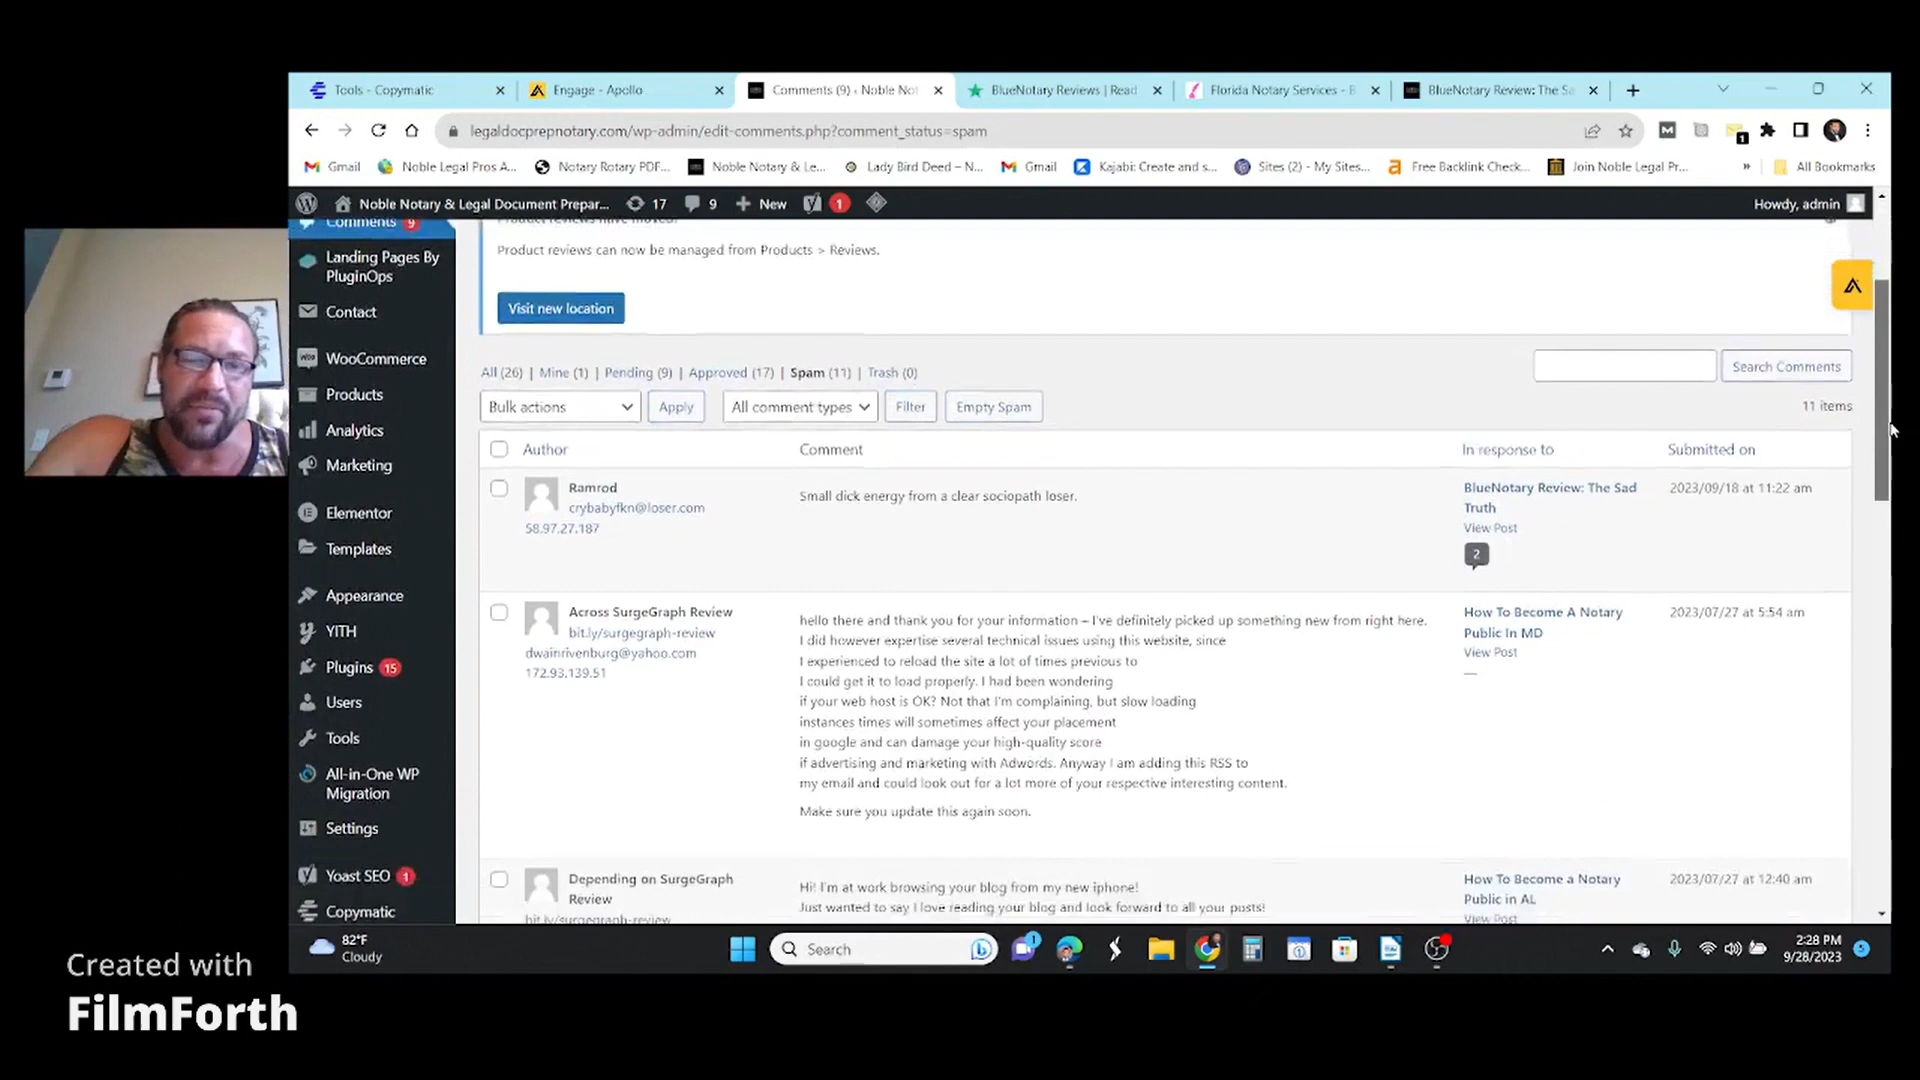 Tools - Copymatic
Engage - Apollo
Comments (9) ‹ Noble Not
BlueNotary Reviews | Read
Florida Notary Services - B
BlueNotary Review: The Sa
legaldocprepnotary.com/wp-admin/edit-comments.php?comment_status=spam
1
Gmail
Noble Legal Pros A...
Notary Rotary PDF...
Noble Notary & Le...
Lady Bird Deed – N...
Gmail
Kajabi: Create and s...
Sites (2) - My Sites...
Free Backlink Check...
Join Noble Legal Pr...
»
All Bookmarks
Noble Notary & Legal Document Prepar...
17
9
+ New
1
Howdy, admin
Comments 9
Landing Pages By
PluginOps
Contact
WooCommerce
Products
Analytics
Marketing
Elementor
Templates
Appearance
YITH
Plugins 15
Users
Tools
All-in-One WP
Migration
Settings
Yoast SEO 1
Copymatic
Product reviews have moved!
Product reviews can now be managed from Products > Reviews.
Visit new location
All (26) | Mine (1) | Pending (9) | Approved (17) | Spam (11) | Trash (0)
Search Comments
Bulk actions
Apply
All comment types
Filter
Empty Spam
11 items
Author
Comment
In response to
Submitted on
Ramrod
crybabyfkn@loser.com
58.97.27.187
Small dick energy from a clear sociopath loser.
BlueNotary Review: The Sad
Truth
View Post
2
2023/09/18 at 11:22 am
Across SurgeGraph Review
bit.ly/surgegraph-review
dwainrivenburg@yahoo.com
172.93.139.51
hello there and thank you for your information – I've definitely picked up something new from right here.
I did however expertise several technical issues using this website, since
I experienced to reload the site a lot of times previous to
I could get it to load properly. I had been wondering
if your web host is OK? Not that I'm complaining, but slow loading
instances times will sometimes affect your placement
in google and can damage your high-quality score
if advertising and marketing with Adwords. Anyway I am adding this RSS to
my email and could look out for a lot more of your respective interesting content.
Make sure you update this again soon.
How To Become A Notary
Public In MD
View Post
—
2023/07/27 at 5:54 am
Depending on SurgeGraph
Review
bit.ly/surgegraph-review
Hi! I'm at work browsing your blog from my new iphone!
Just wanted to say I love reading your blog and look forward to all your posts!
How To Become a Notary
Public in AL
View Post
2023/07/27 at 12:40 am
82°F
Cloudy
Search
1
2:28 PM
9/28/2023
5
Created with
FilmForth